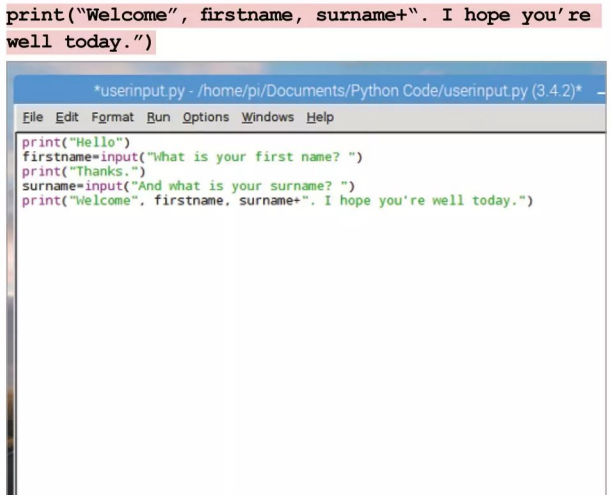 print(“Welcome”, firstname, surname+“. I hope you’re
well today.”)
*userinput.py - /home/pi/Documents/Python Code/userinput.py (3.4.2)*
File Edit Format Run Options Windows Help
print("Hello")
firstname=input("What is your first name? ")
print("Thanks.")
surname=input("And what is your surname? ")
print("Welcome", firstname, surname+". I hope you're well today.")